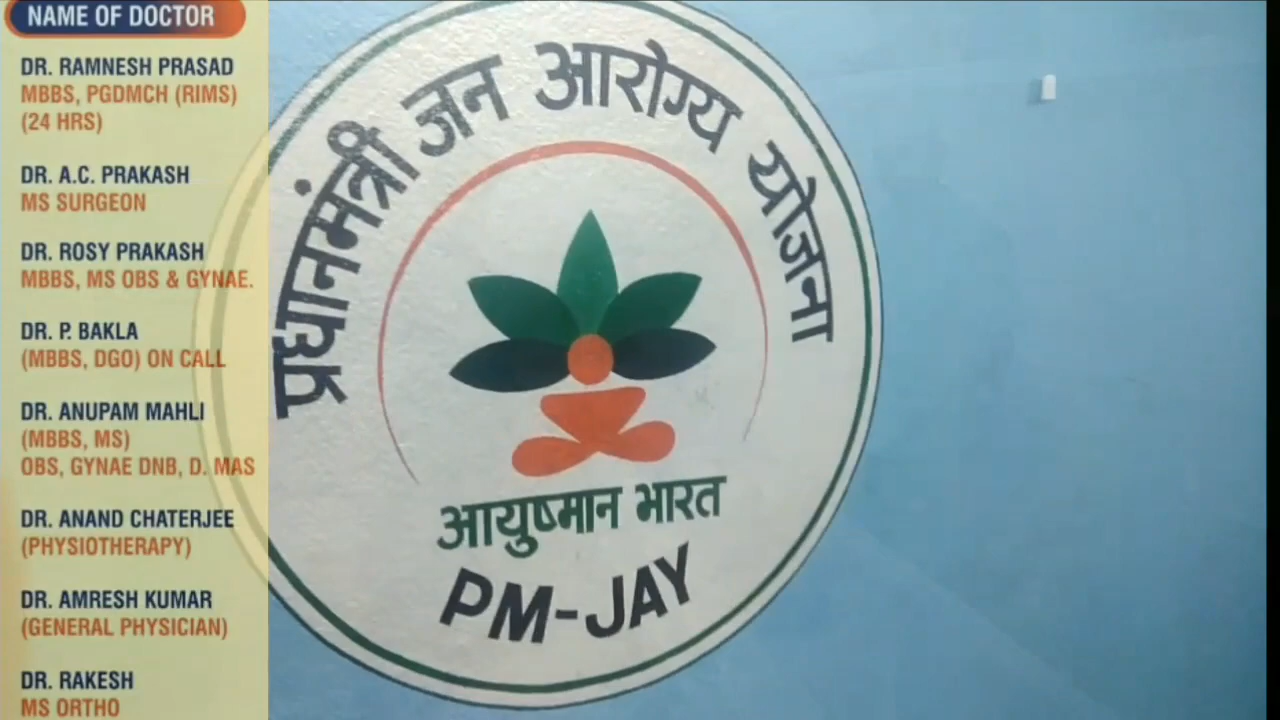 NAME OF DOCTOR
DR. RAMNESH PRASAD
MBBS, PGDMCH (RIMS)
(24 HRS)
DR. A.C. PRAKASH
MS SURGEON
DR. ROSY PRAKASH
MBBS, MS OBS & GYNAE.
DR. P. BAKLA
(MBBS, DGO) ON CALL
DR. ANUPAM MAHLI
(MBBS, MS)
OBS, GYNAE DNB, D. MAS
DR. ANAND CHATERJEE
(PHYSIOTHERAPY)
DR. AMRESH KUMAR
(GENERAL PHYSICIAN)
DR. RAKESH
MS ORTHO
प्रधानमंत्री जन आरोग्य योजना
आयुष्मान भारत
PM-JAY